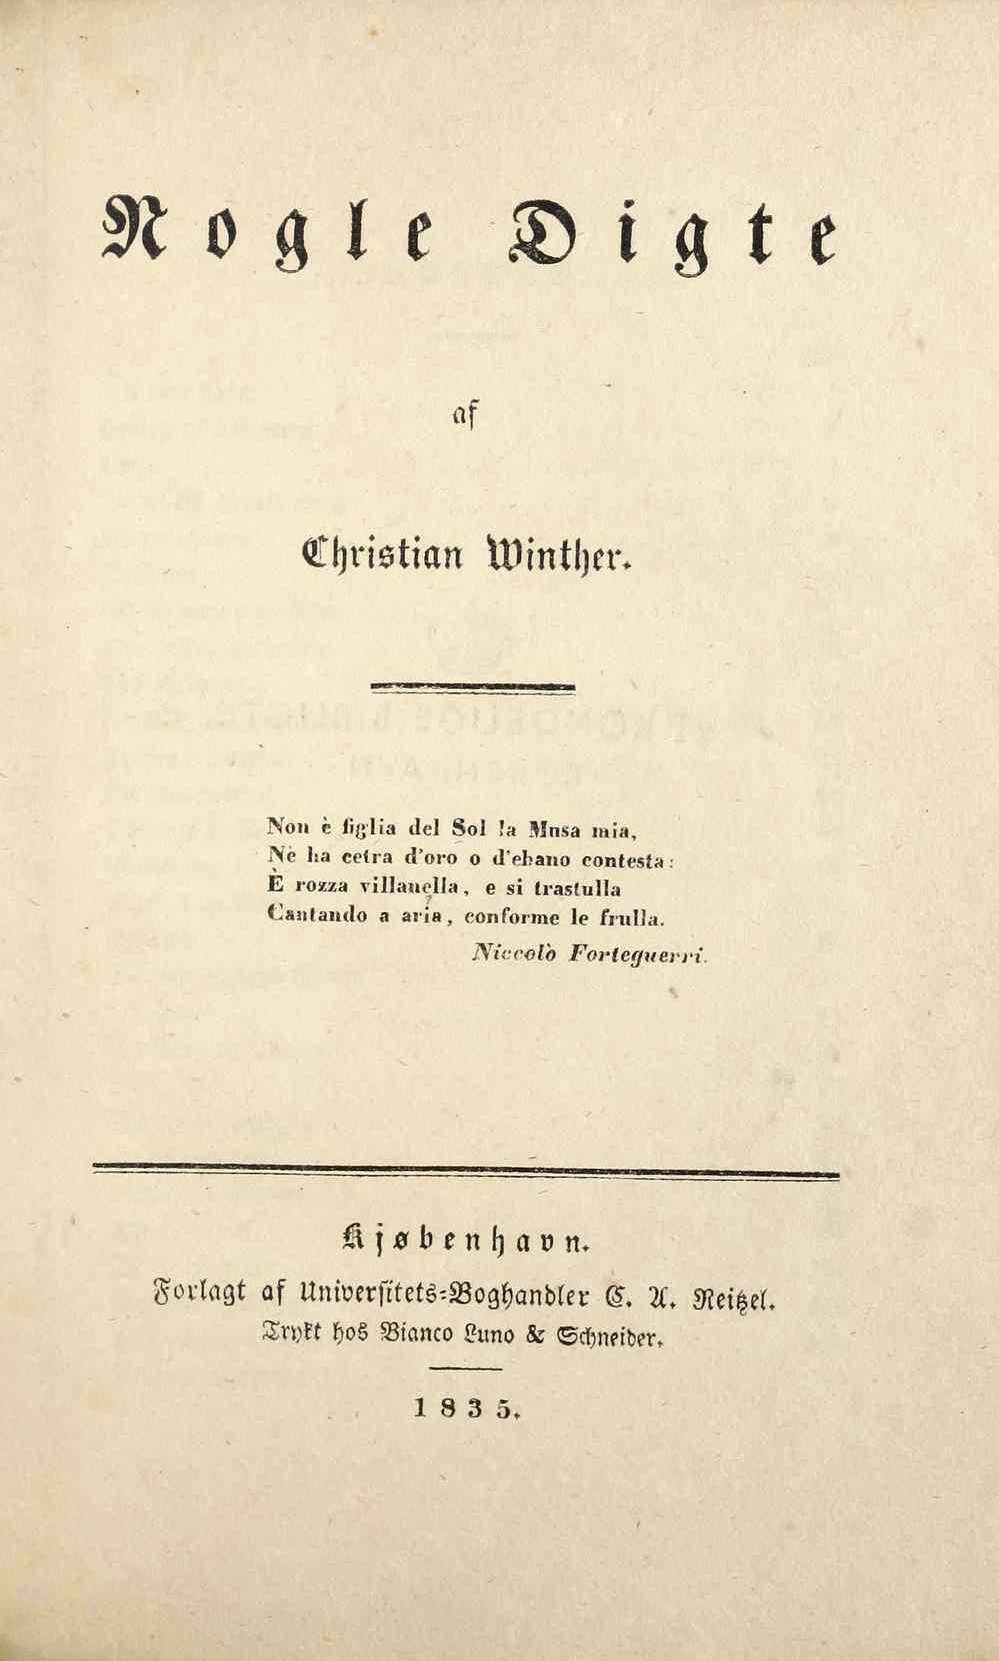 Nogle Digte
af
Christian Winther.
Non è figlia del Sol la Musa mia,
Nè ha cetra d'oro o d'ebano contesta:
È rozza villanella, e si trastulla
Cantando a aria, conforme le frulla.
Niccolò Forteguerri.
Kjøbenhavn.
Forlagt af Universitets-Boghandler C. A. Reitzel.
Trykt hos Bianco Luno & Schneider.
1835.